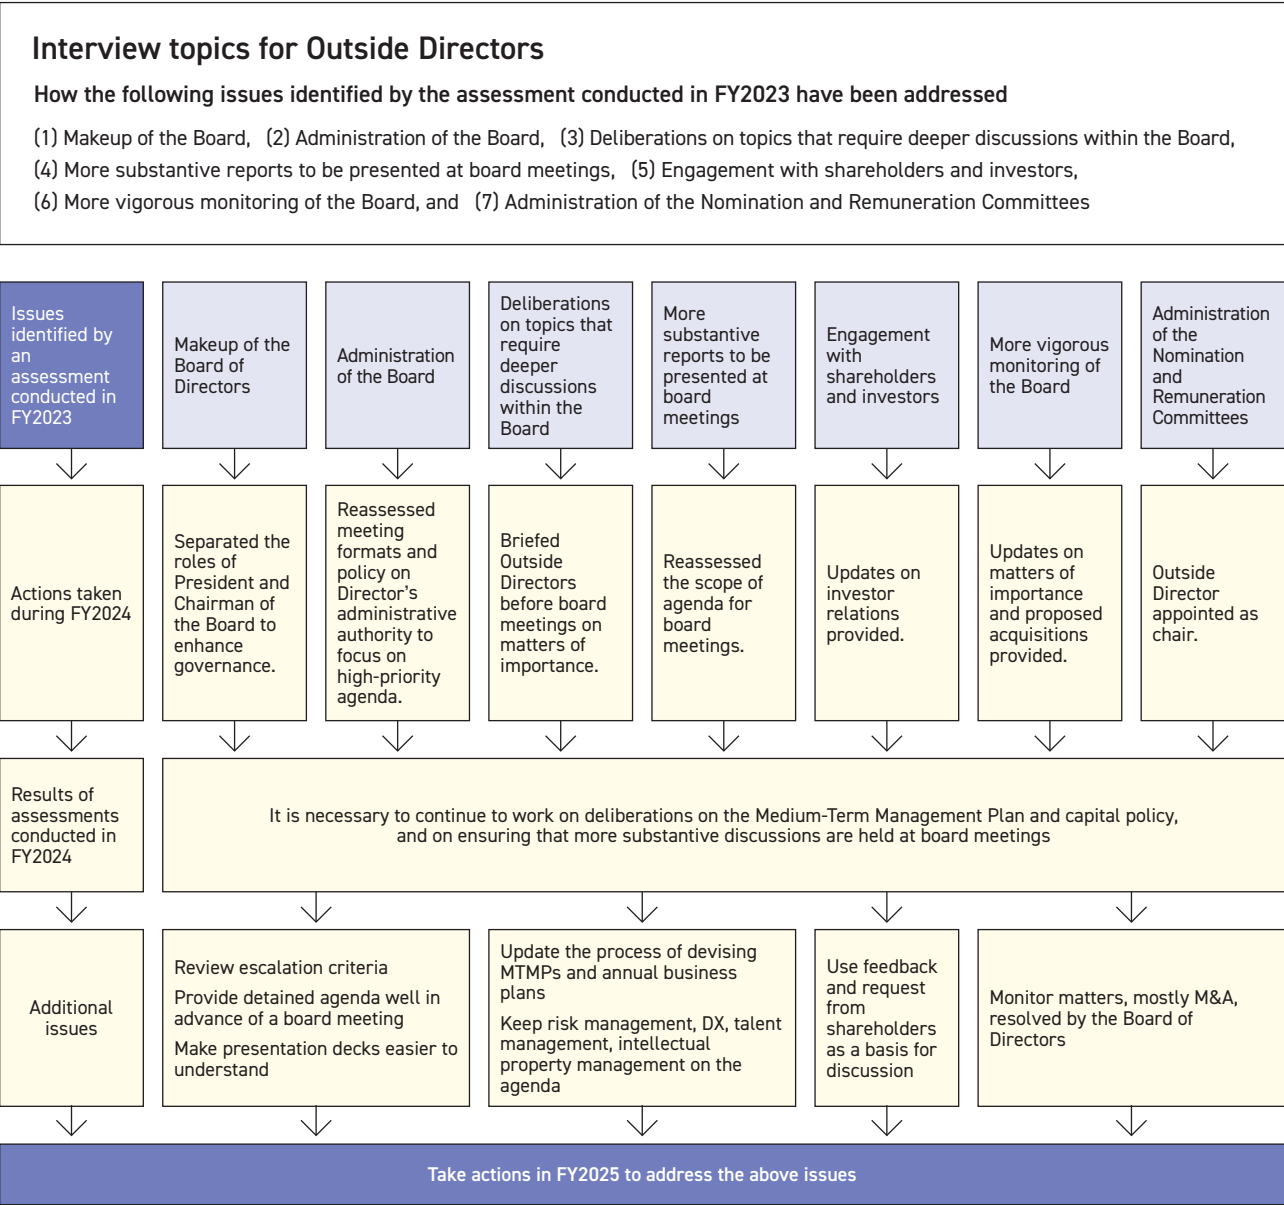 Interview topics for Outside Directors
How the following issues identified by the assessment conducted in FY2023 have been addressed
(1) Makeup of the Board, (2) Administration of the Board, (3) Deliberations on topics that require deeper discussions within the Board,
(4) More substantive reports to be presented at board meetings, (5) Engagement with shareholders and investors,
(6) More vigorous monitoring of the Board, and (7) Administration of the Nomination and Remuneration Committees
Issues
identified by
an
assessment
conducted in
FY2023
Makeup of the
Board of
Directors
Administration
of the Board
Deliberations
on topics that
require
deeper
discussions
within the
Board
More
substantive
reports to be
presented at
board
meetings
Engagement
with
shareholders
and investors
More vigorous
monitoring of
the Board
Administration
of the
Nomination
and
Remuneration
Committees
Actions taken
during FY2024
Separated the
roles of
President and
Chairman of
the Board to
enhance
governance.
Reassessed
meeting
formats and
policy on
Director's
administrative
authority to
focus on
high-priority
agenda.
Briefed
Outside
Directors
before board
meetings on
matters of
importance.
Reassessed
the scope of
agenda for
board
meetings.
Updates on
investor
relations
provided.
Updates on
matters of
importance
and proposed
acquisitions
provided.
Outside
Director
appointed as
chair.
Results of
assessments
conducted in
FY2024
It is necessary to continue to work on deliberations on the Medium-Term Management Plan and capital policy,
and on ensuring that more substantive discussions are held at board meetings
Additional
issues
Review escalation criteria
Provide detained agenda well in
advance of a board meeting
Make presentation decks easier to
understand
Update the process of devising
MTMPs and annual business
plans
Keep risk management, DX, talent
management, intellectual
property management on the
agenda
Use feedback
and request
from
shareholders
as a basis for
discussion
Monitor matters, mostly M&A,
resolved by the Board of
Directors
Take actions in FY2025 to address the above issues